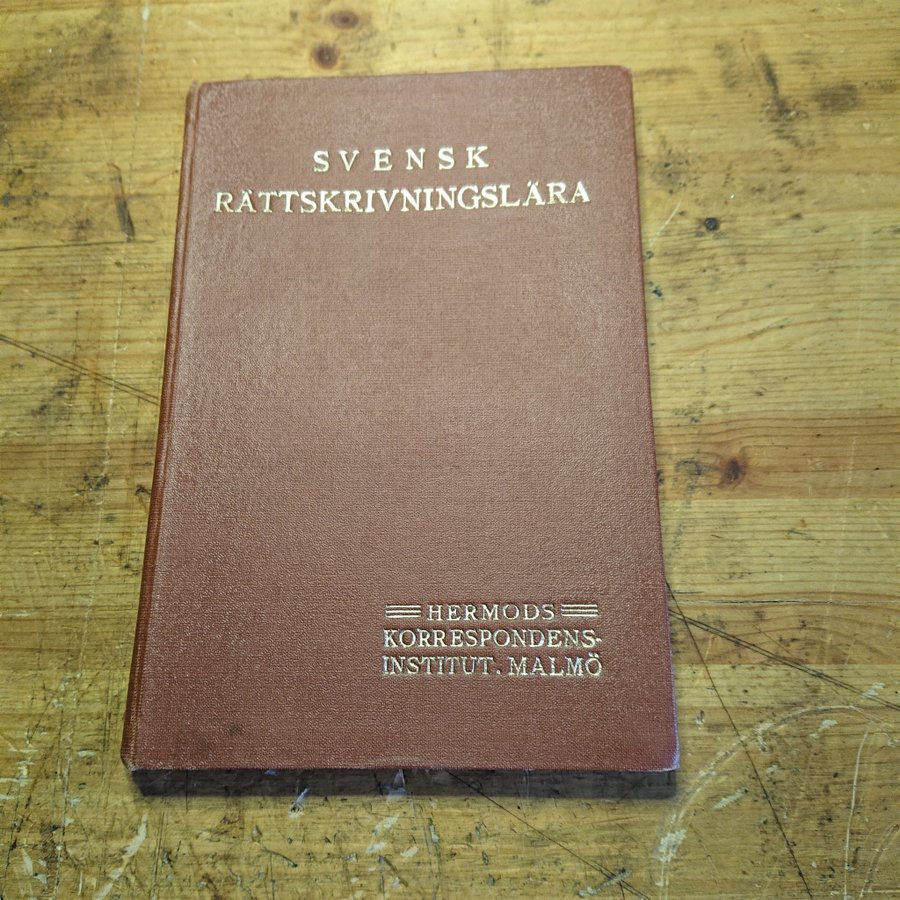 SVENSK
RÄTTSKRIVNINGSLÄRA
HERMODS
KORRESPONDENS-
INSTITUT. MALMÖ